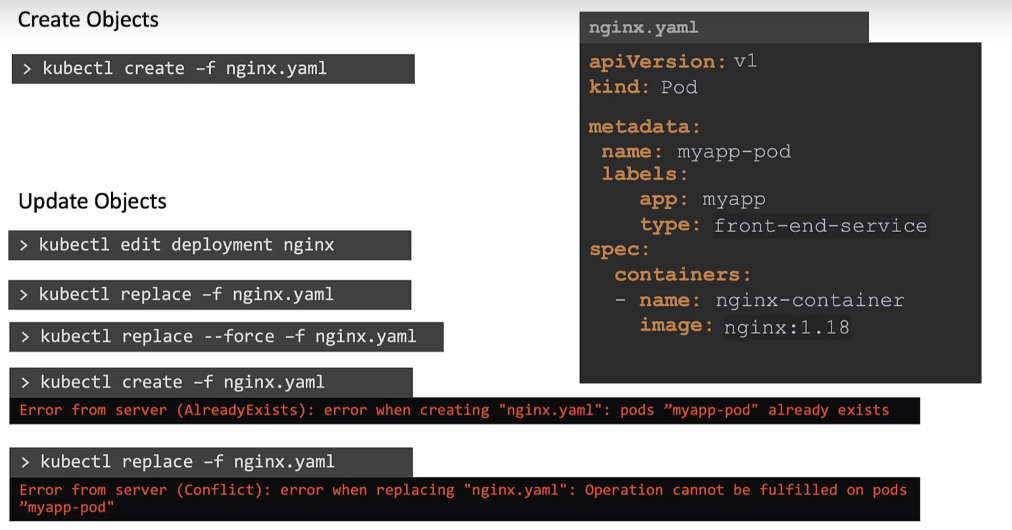 Create Objects
> kubectl create –f nginx.yaml
Update Objects
> kubectl edit deployment nginx
> kubectl replace –f nginx.yaml
> kubectl replace --force –f nginx.yaml
> kubectl create –f nginx.yaml
Error from server (AlreadyExists): error when creating "nginx.yaml": pods ”myapp-pod" already exists
> kubectl replace –f nginx.yaml
Error from server (Conflict): error when replacing "nginx.yaml": Operation cannot be fulfilled on pods
”myapp-pod"
nginx.yaml
apiVersion: v1
kind: Pod
metadata:
name: myapp-pod
labels:
app: myapp
type: front-end-service
spec:
containers:
- name: nginx-container
image: nginx:1.18